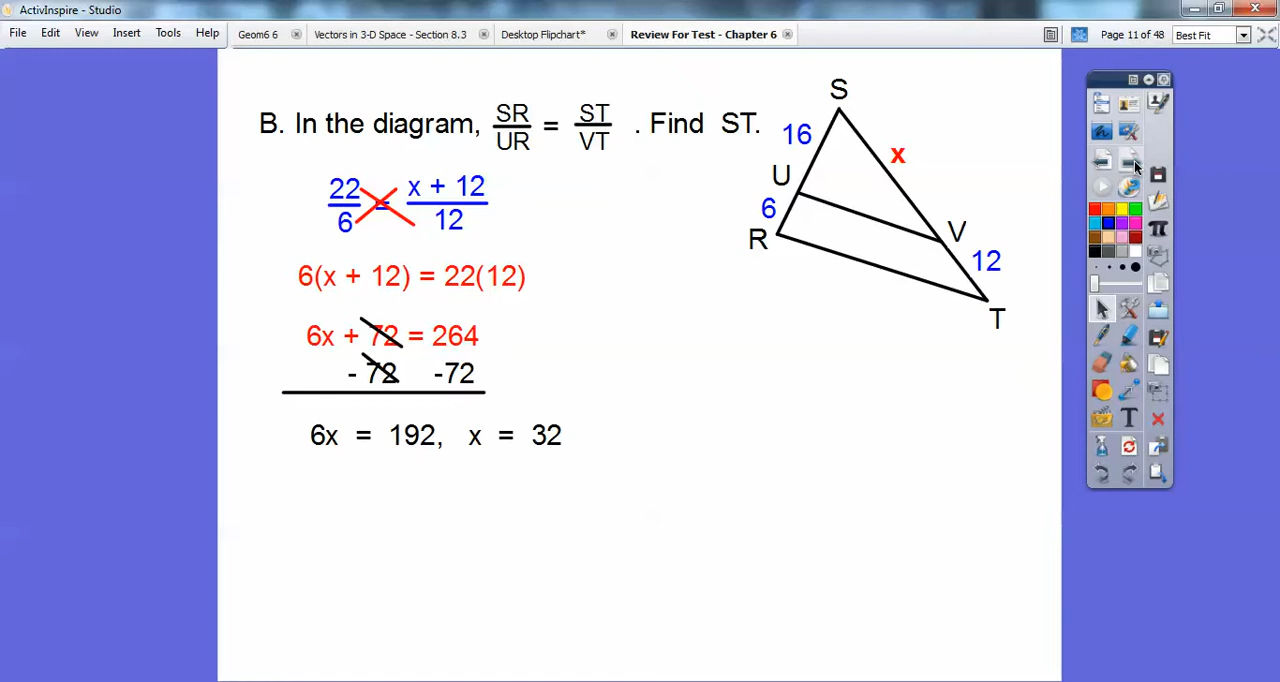 ActivInspire - Studio
File Edit View Insert Tools Help
Geom6 6
Vectors in 3-D Space - Section 8.3
Desktop Flipchart*
Review For Test - Chapter 6
Page 11 of 48
Best Fit
B. In the diagram, SR/UR = ST/VT . Find ST.
22/6 = x + 12/12
6(x + 12) = 22(12)
6x + 72 = 264
- 72 -72
6x = 192, x = 32
S
16
x
U
6
V
R
12
T